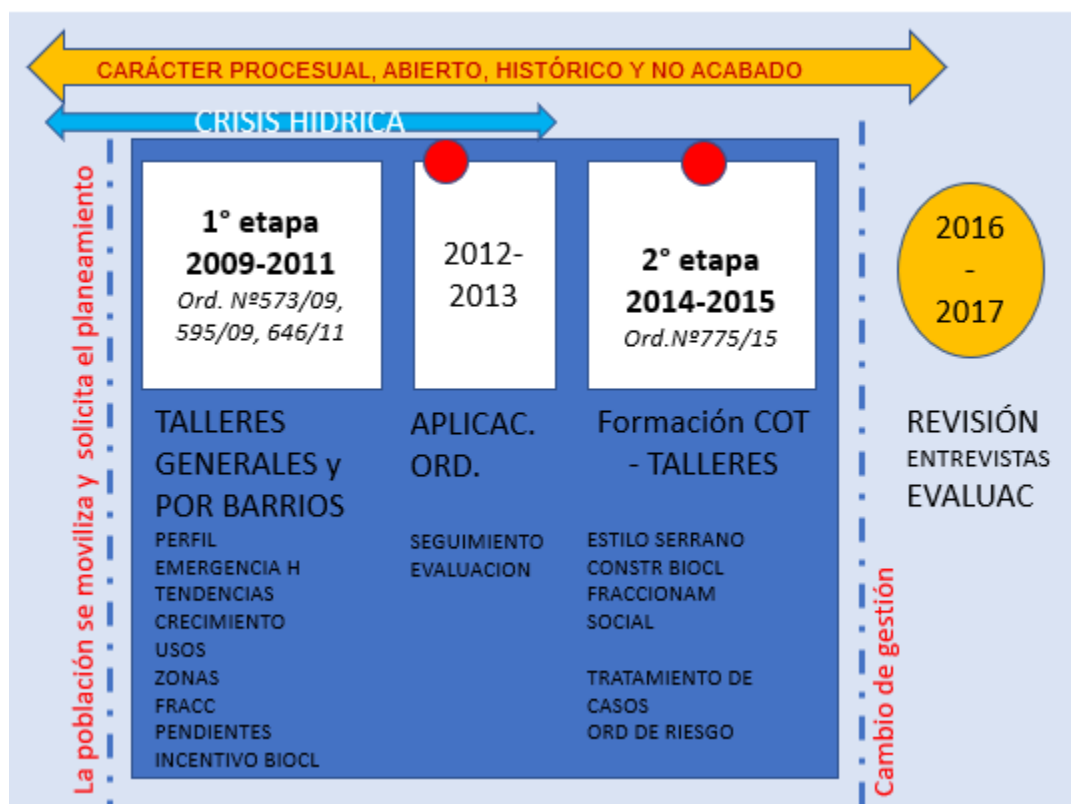 CARÁCTER PROCESUAL, ABIERTO, HISTÓRICO Y NO ACABADO
CRISIS HIDRICA
La población se moviliza y solicita el planeamiento
1° etapa
2009-2011
Ord. Nº573/09,
595/09, 646/11
TALLERES
GENERALES y
POR BARRIOS
PERFIL
EMERGENCIA H
TENDENCIAS
CRECIMIENTO
USOS
ZONAS
FRACC
PENDIENTES
INCENTIVO BIOCL
2012-
2013
APLICAC.
ORD.
SEGUIMIENTO
EVALUACION
2° etapa
2014-2015
Ord.Nº775/15
Formación COT
- TALLERES
ESTILO SERRANO
CONSTR BIOCL
FRACCIONAM
SOCIAL
TRATAMIENTO DE
CASOS
ORD DE RIESGO
Cambio de gestión
2016
-
2017
REVISIÓN
ENTREVISTAS
EVALUAC